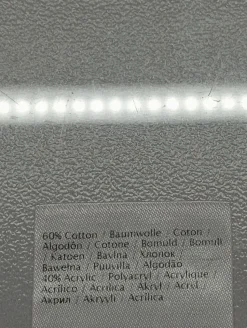 60% Cotton / Baumwolle / Coton /
Algodón / Cotone / Bomuld / Bomull
/ Katoen / Bavlna / Хлопок
Bawełna / Puuvilla / Algodão
40% Acrylic / Polyacryl / Acrylique /
Acrílico / Acrilica / Akryl / Acryl
Акрил / Akryyli / Acrílica